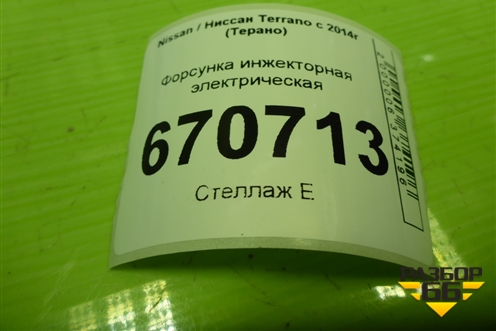 Nissan / Ниссан Terrano с 2014г
(Терано)
Форсунка инжекторная
электрическая
670713
Стеллаж Е
РАЗБОР
66